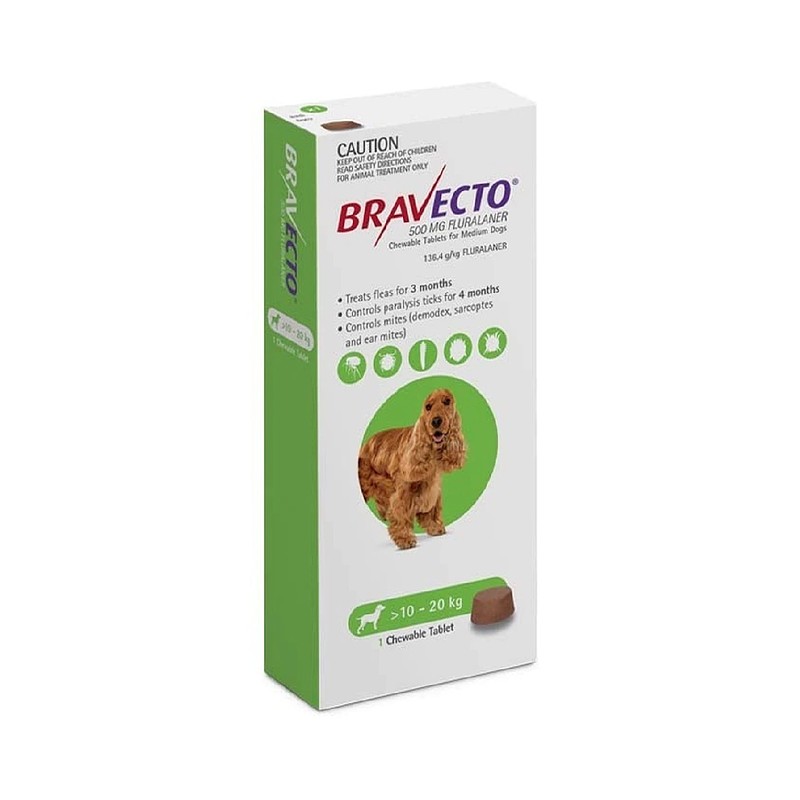 x1
CAUTION
KEEP OUT OF REACH OF CHILDREN
READ SAFETY DIRECTIONS
FOR ANIMAL TREATMENT ONLY
BRAVECTO®
500 MG FLURALANER
Chewable Tablets for Medium Dogs
136.4 g/kg FLURALANER
• Treats fleas for 3 months
• Controls paralysis ticks for 4 months
• Controls mites (demodex, sarcoptes
and ear mites)
>10 – 20 kg
1 Chewable Tablet
BRAVECTO®
>10 – 20 kg
1 Chewable Tablet